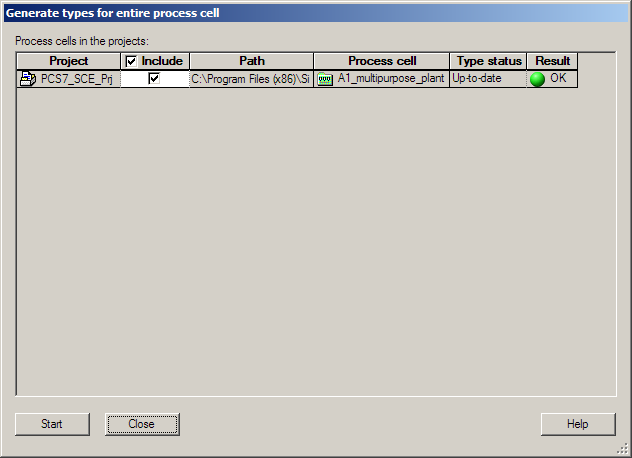 Generate types for entire process cell
Process cells in the projects:
Project Include Path Process cell Type status Result
PCS7_SCE_Prj C:\Program Files (x86)\Si A1_multipurpose_plant Up-to-date OK
Start Close Help